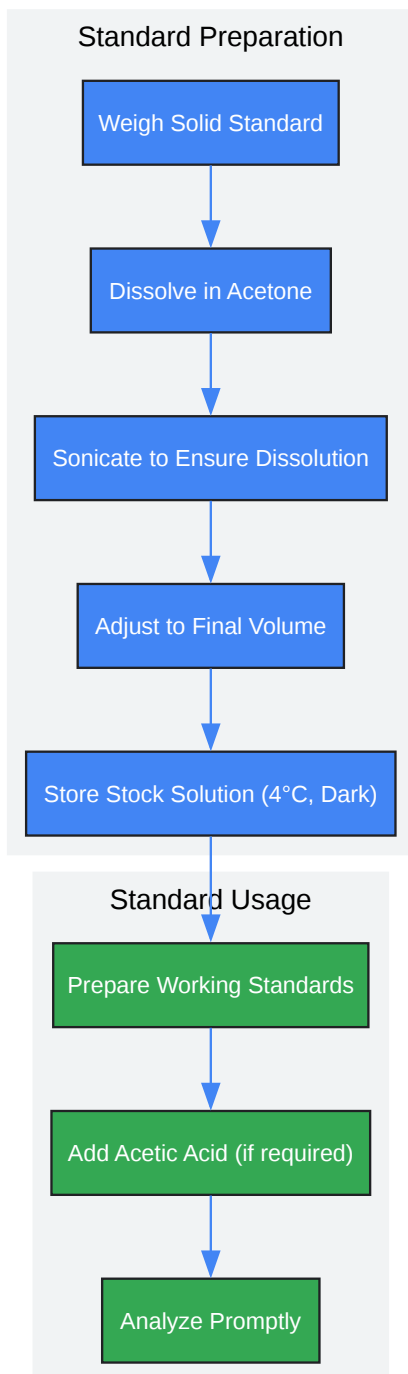 Standard Preparation
Weigh Solid Standard
Dissolve in Acetone
Sonicate to Ensure Dissolution
Adjust to Final Volume
Store Stock Solution (4°C, Dark)
Standard Usage
Prepare Working Standards
Add Acetic Acid (if required)
Analyze Promptly